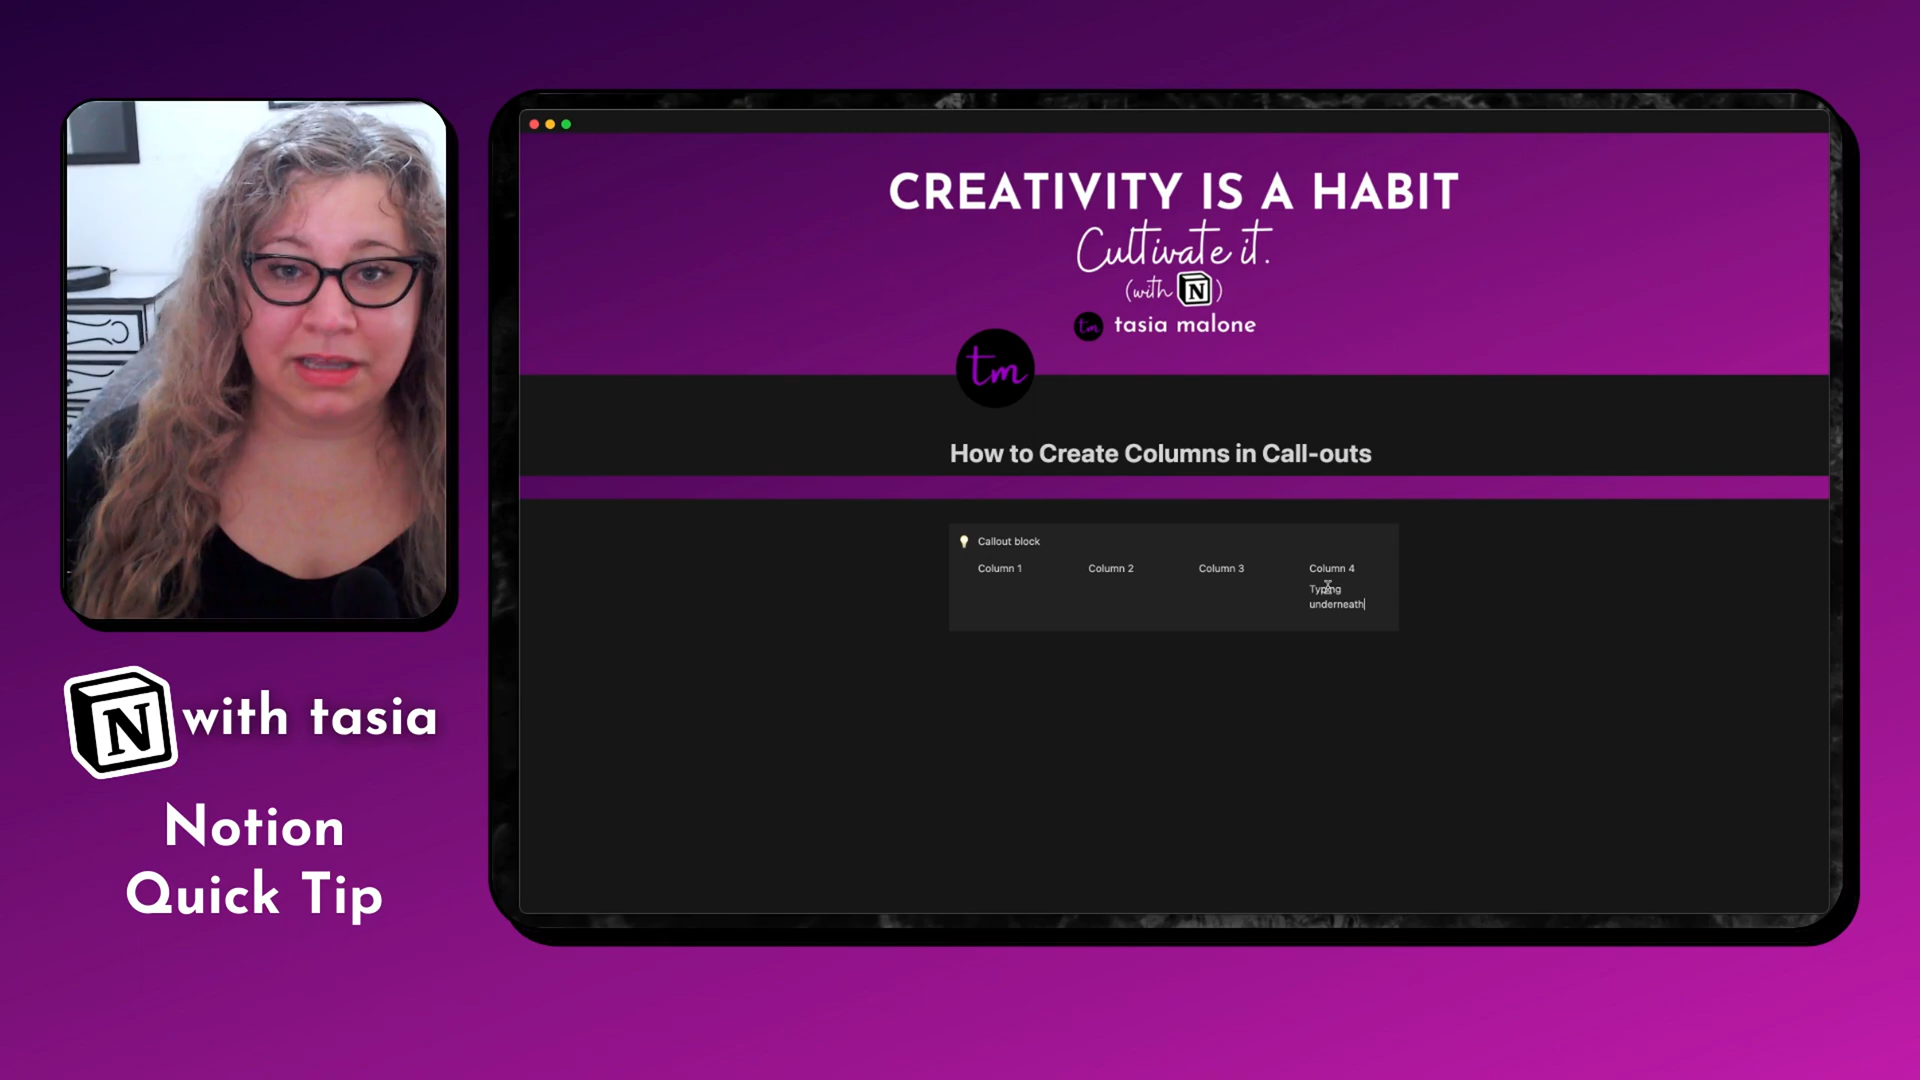 CREATIVITY IS A HABIT
Cultivate it.
(with N)
tm tasia malone
tm
How to Create Columns in Call-outs
Callout block
Column 1 Column 2 Column 3 Column 4
Typing
underneath
N with tasia
Notion
Quick Tip